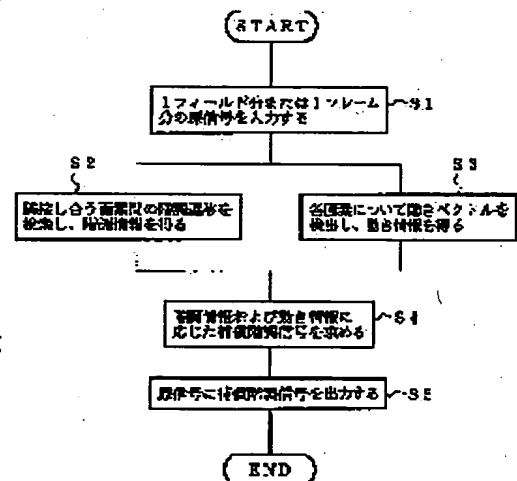 START
1フィールド分または1フレーム
分の原信号を入力する
S1
S2
S3
隣接し合う画素間の階調遷移を
検索し、階調情報を得る
各画素について動きベクトルを
検出し、動き情報を得る
階調情報および動き情報に
応じた補償階調信号を求める
S4
原信号に補償階調信号を出力する
S5
END